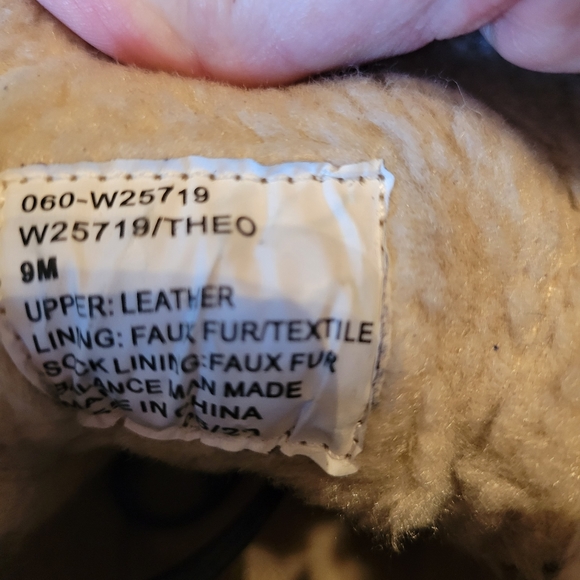 060-W25719
W25719/THEO
9M
UPPER: LEATHER
LINING: FAUX FUR/TEXTILE
SOCK LINING:FAUX FUR
BALANCE MAN MADE
MADE IN CHINA